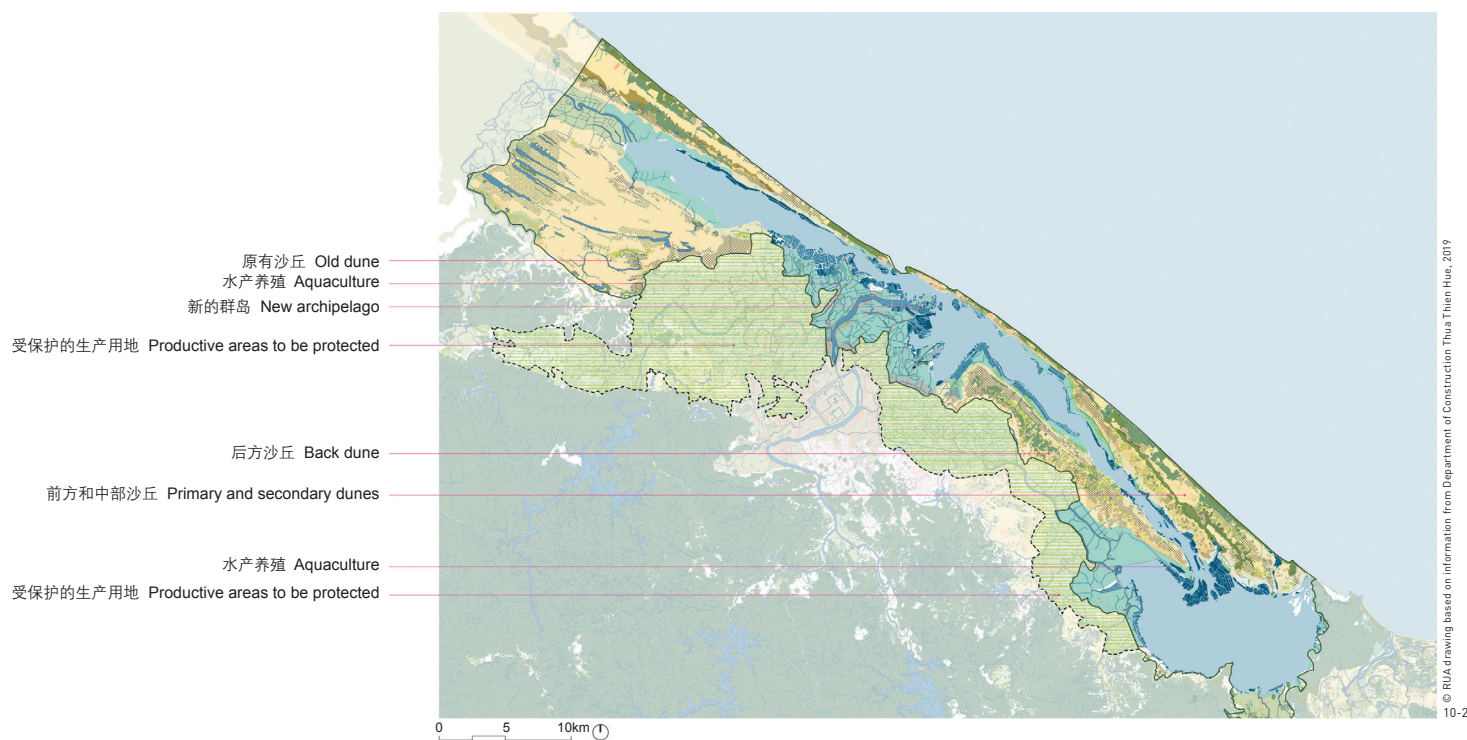 原有沙丘 Old dune
水产养殖 Aquaculture
新的群岛 New archipelago
受保护的生产用地 Productive areas to be protected
后方沙丘 Back dune
前方和中部沙丘 Primary and secondary dunes
水产养殖 Aquaculture
受保护的生产用地 Productive areas to be protected
0 5 10km
© RUA drawing based on information from Department of Construction Thua Thien Hue, 2019
10-2